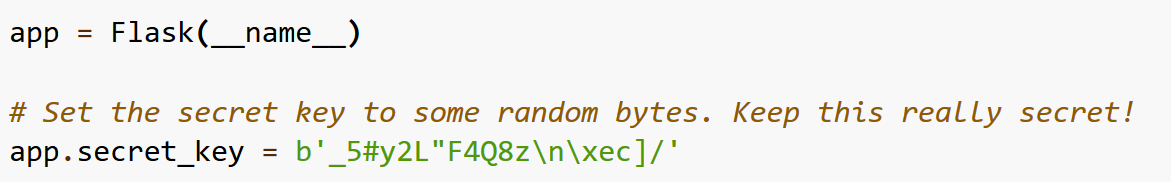 app = Flask(__name__)
# Set the secret key to some random bytes. Keep this really secret!
app.secret_key = b'_5#y2L"F4Q8z\n\xec]/'